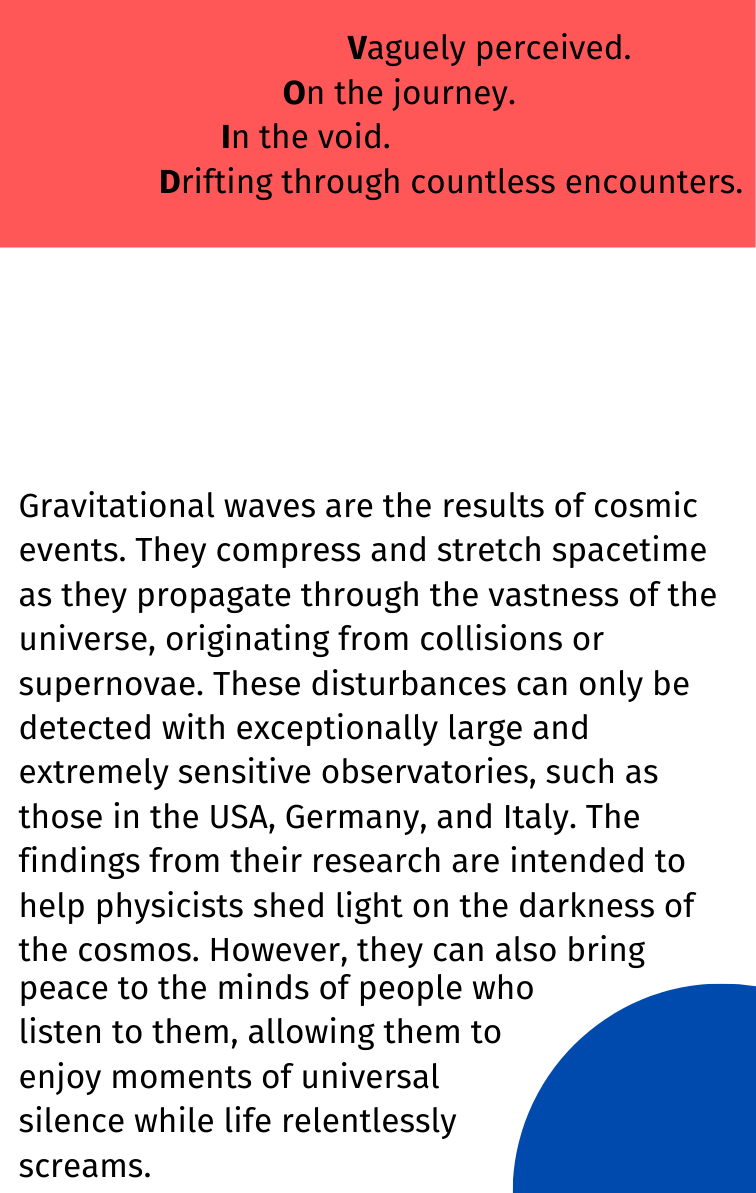 Vaguely perceived.
On the journey.
In the void.
Drifting through countless encounters.
Gravitational waves are the results of cosmic
events. They compress and stretch spacetime
as they propagate through the vastness of the
universe, originating from collisions or
supernovae. These disturbances can only be
detected with exceptionally large and
extremely sensitive observatories, such as
those in the USA, Germany, and Italy. The
findings from their research are intended to
help physicists shed light on the darkness of
the cosmos. However, they can also bring
peace to the minds of people who
listen to them, allowing them to
enjoy moments of universal
silence while life relentlessly
screams.